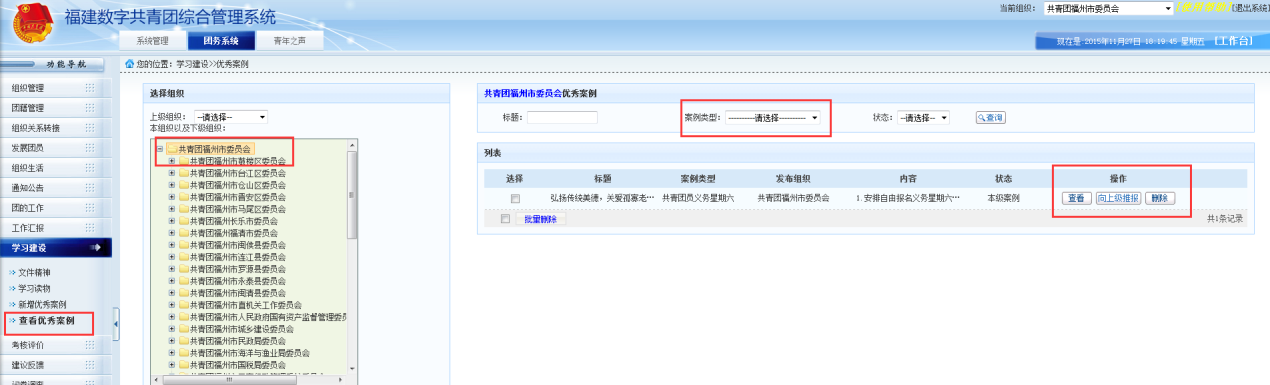 福建数字共青团综合管理系统
当前组织： 共青团福州市委员会 [退出系统]
系统管理 团务系统 青年之声
现在是:2015年11月27日 18:19:45 星期五 [工作台]
功能导航
您的位置：学习建设>>优秀案例
组织管理
团籍管理
组织关系转接
发展团员
组织生活
通知公告
团的工作
工作汇报
学习建设
文件精神
学习读物
新增优秀案例
查看优秀案例
考核评价
建议反馈
选择组织
上级组织： --请选择--
本组织以及下级组织：
共青团福州市委员会
共青团福州市鼓楼区委员会
共青团福州市台江区委员会
共青团福州市仓山区委员会
共青团福州市晋安区委员会
共青团福州市马尾区委员会
共青团福州长乐市委员会
共青团福州福清市委员会
共青团福州市闽侯县委员会
共青团福州市连江县委员会
共青团福州市罗源县委员会
共青团福州市永泰县委员会
共青团福州市闽清县委员会
共青团福州市直机关工作委员会
共青团福州市人民政府国有资产监督管理委员
共青团福州市城乡建设委员会
共青团福州市民政局委员会
共青团福州市海洋与渔业局委员会
共青团福州市国税局委员会
共青团福州市委员会优秀案例
标题： 案例类型： ----------请选择---------- 状态： --请选择-- 查询
列表
选择 标题 案例类型 发布组织 内容 状态 操作
弘扬传统美德，关爱孤寡老… 共青团员义务星期六 共青团福州市委员会 1.安排自由报名义务星期六… 本级案例 查看 向上级推报 删除
批量删除 共1条记录